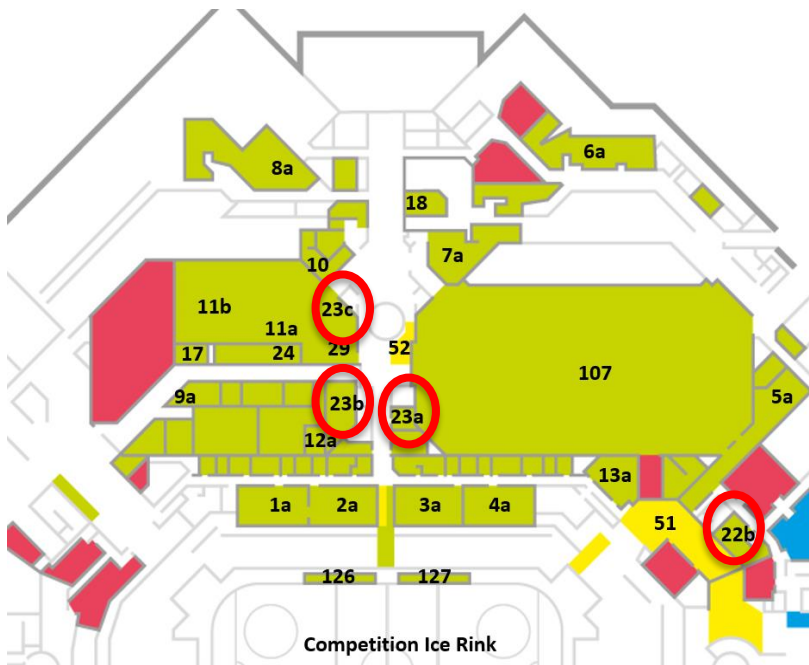 6a
8a
18
7a
10
11b
23c
11a
29
52
17
24
107
9a
23b
23a
5a
12a
13a
1a
2a
3a
4a
51
22b
126
127
Competition Ice Rink